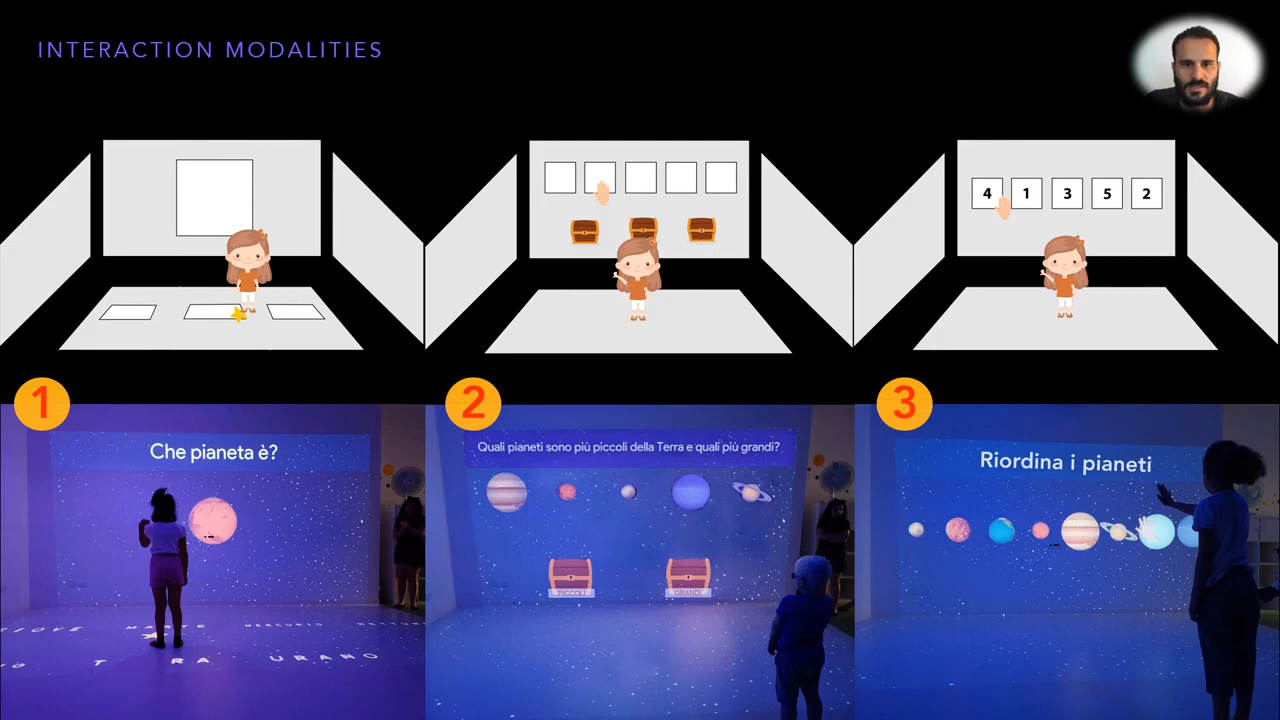 INTERACTION MODALITIES
4 1 3 5 2
1
2
3
Che pianeta è?
Quali pianeti sono più piccoli della Terra e quali più grandi?
Riordina i pianeti
PICCOLI
GRANDI
MERCURIO
URANO